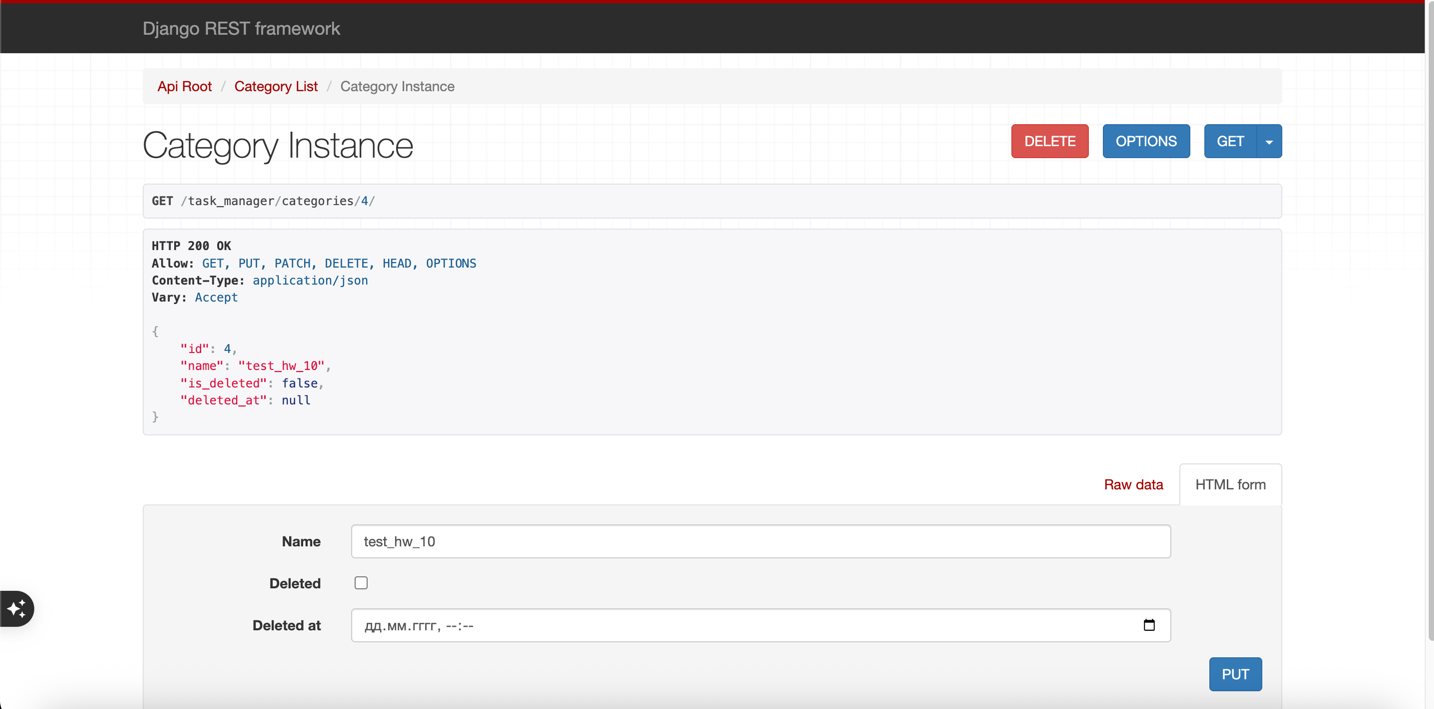 Django REST framework
Api Root / Category List / Category Instance
Category Instance
DELETE
OPTIONS
GET
GET /task_manager/categories/4/
HTTP 200 OK
Allow: GET, PUT, PATCH, DELETE, HEAD, OPTIONS
Content-Type: application/json
Vary: Accept
{
"id": 4,
"name": "test_hw_10",
"is_deleted": false,
"deleted_at": null
}
Raw data
HTML form
Name
test_hw_10
Deleted
Deleted at
дд.мм.гггг, --:--
PUT